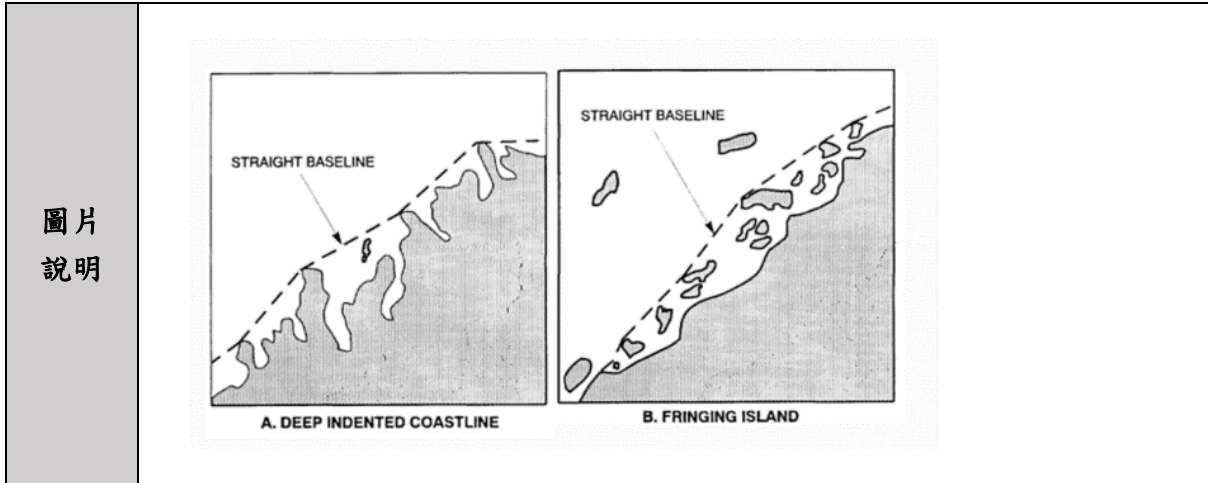 圖片
說明
STRAIGHT BASELINE
A. DEEP INDENTED COASTLINE
STRAIGHT BASELINE
B. FRINGING ISLAND